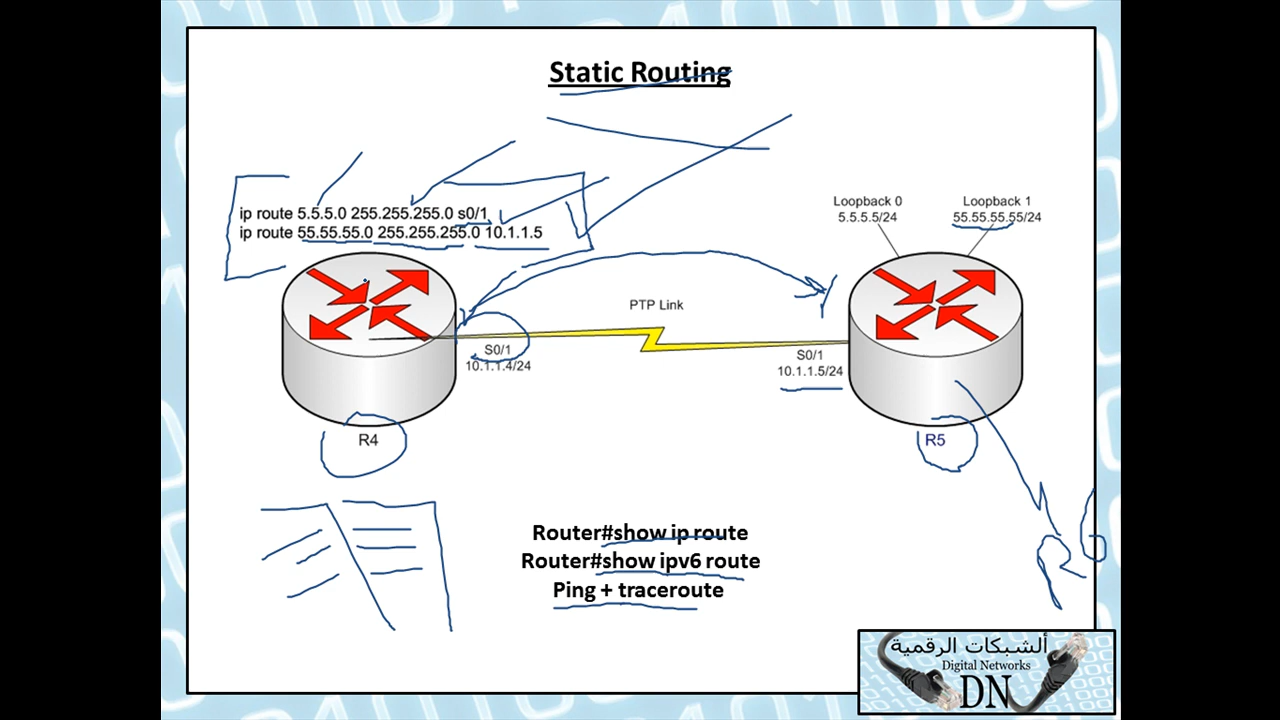 Static Routing
ip route 5.5.5.0 255.255.255.0 s0/1
ip route 55.55.55.0 255.255.255.0 10.1.1.5
Loopback 0
5.5.5.5/24
Loopback 1
55.55.55.55/24
PTP Link
S0/1
10.1.1.4/24
S0/1
10.1.1.5/24
R4
R5
R6
Router#show ip route
Router#show ipv6 route
Ping + traceroute
ألشبكات الرقمية
Digital Networks
DN